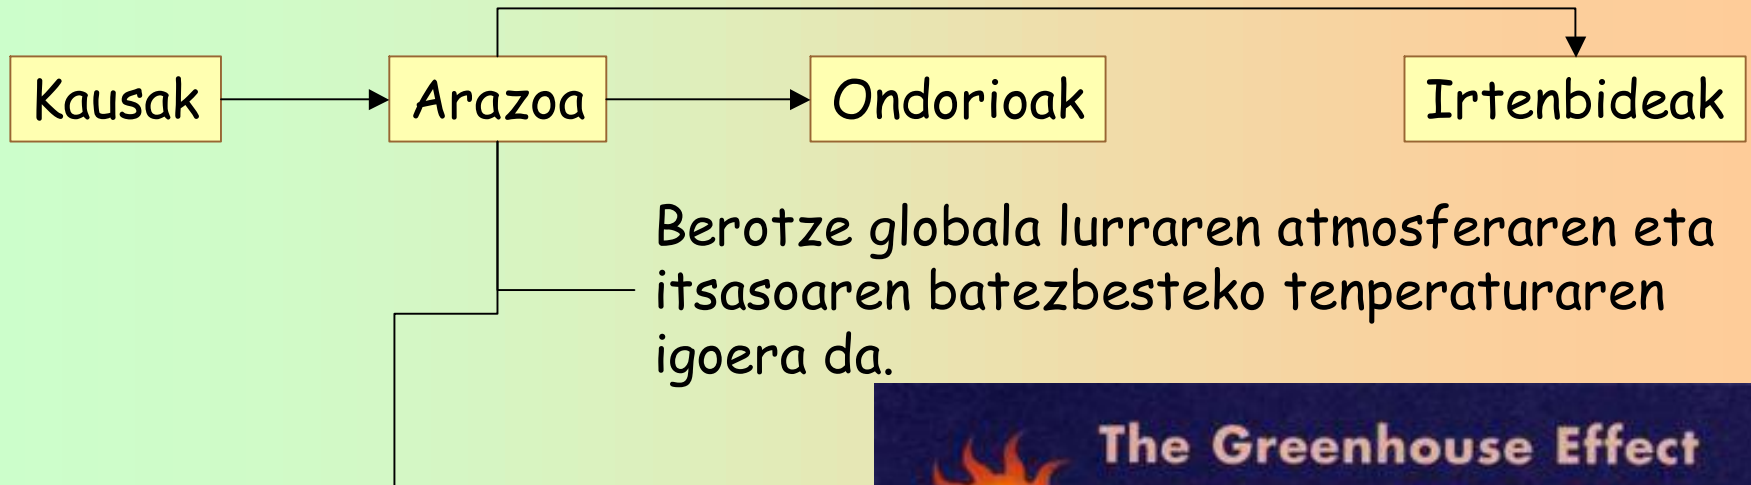 Kausak
Arazoa
Ondorioak
Irtenbideak
Berotze globala lurraren atmosferaren eta
itsasoaren batezbesteko tenperaturaren
igoera da.
The Greenhouse Effect